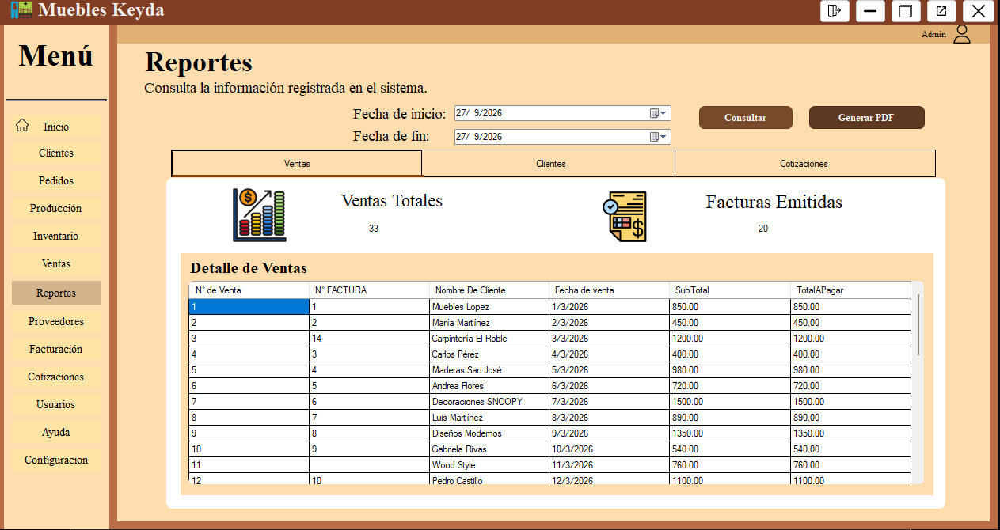 Muebles Keyda
Admin
Menú
Inicio
Clientes
Pedidos
Producción
Inventario
Ventas
Reportes
Proveedores
Facturación
Cotizaciones
Usuarios
Ayuda
Configuracion
Reportes
Consulta la información registrada en el sistema.
Fecha de inicio: 27/ 9/2026
Fecha de fin: 27/ 9/2026
Consultar Generar PDF
Ventas Clientes Cotizaciones
Ventas Totales Facturas Emitidas
33 20
Detalle de Ventas
N° de Venta N° FACTURA Nombre De Cliente Fecha de venta SubTotal TotalAPagar
1 1 Muebles Lopez 1/3/2026 850.00 850.00
2 2 María Martínez 2/3/2026 450.00 450.00
3 14 Carpintería El Roble 3/3/2026 1200.00 1200.00
4 3 Carlos Pérez 4/3/2026 400.00 400.00
5 4 Maderas San José 5/3/2026 980.00 980.00
6 5 Andrea Flores 6/3/2026 720.00 720.00
7 6 Decoraciones SNOOPY 7/3/2026 1500.00 1500.00
8 7 Luis Martínez 8/3/2026 890.00 890.00
9 8 Diseños Modernos 9/3/2026 1350.00 1350.00
10 9 Gabriela Rivas 10/3/2026 540.00 540.00
11 Wood Style 11/3/2026 760.00 760.00
12 10 Pedro Castillo 12/3/2026 1100.00 1100.00